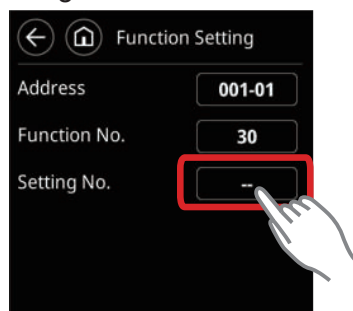 Function Setting
Address 001-01
Function No. 30
Setting No. --